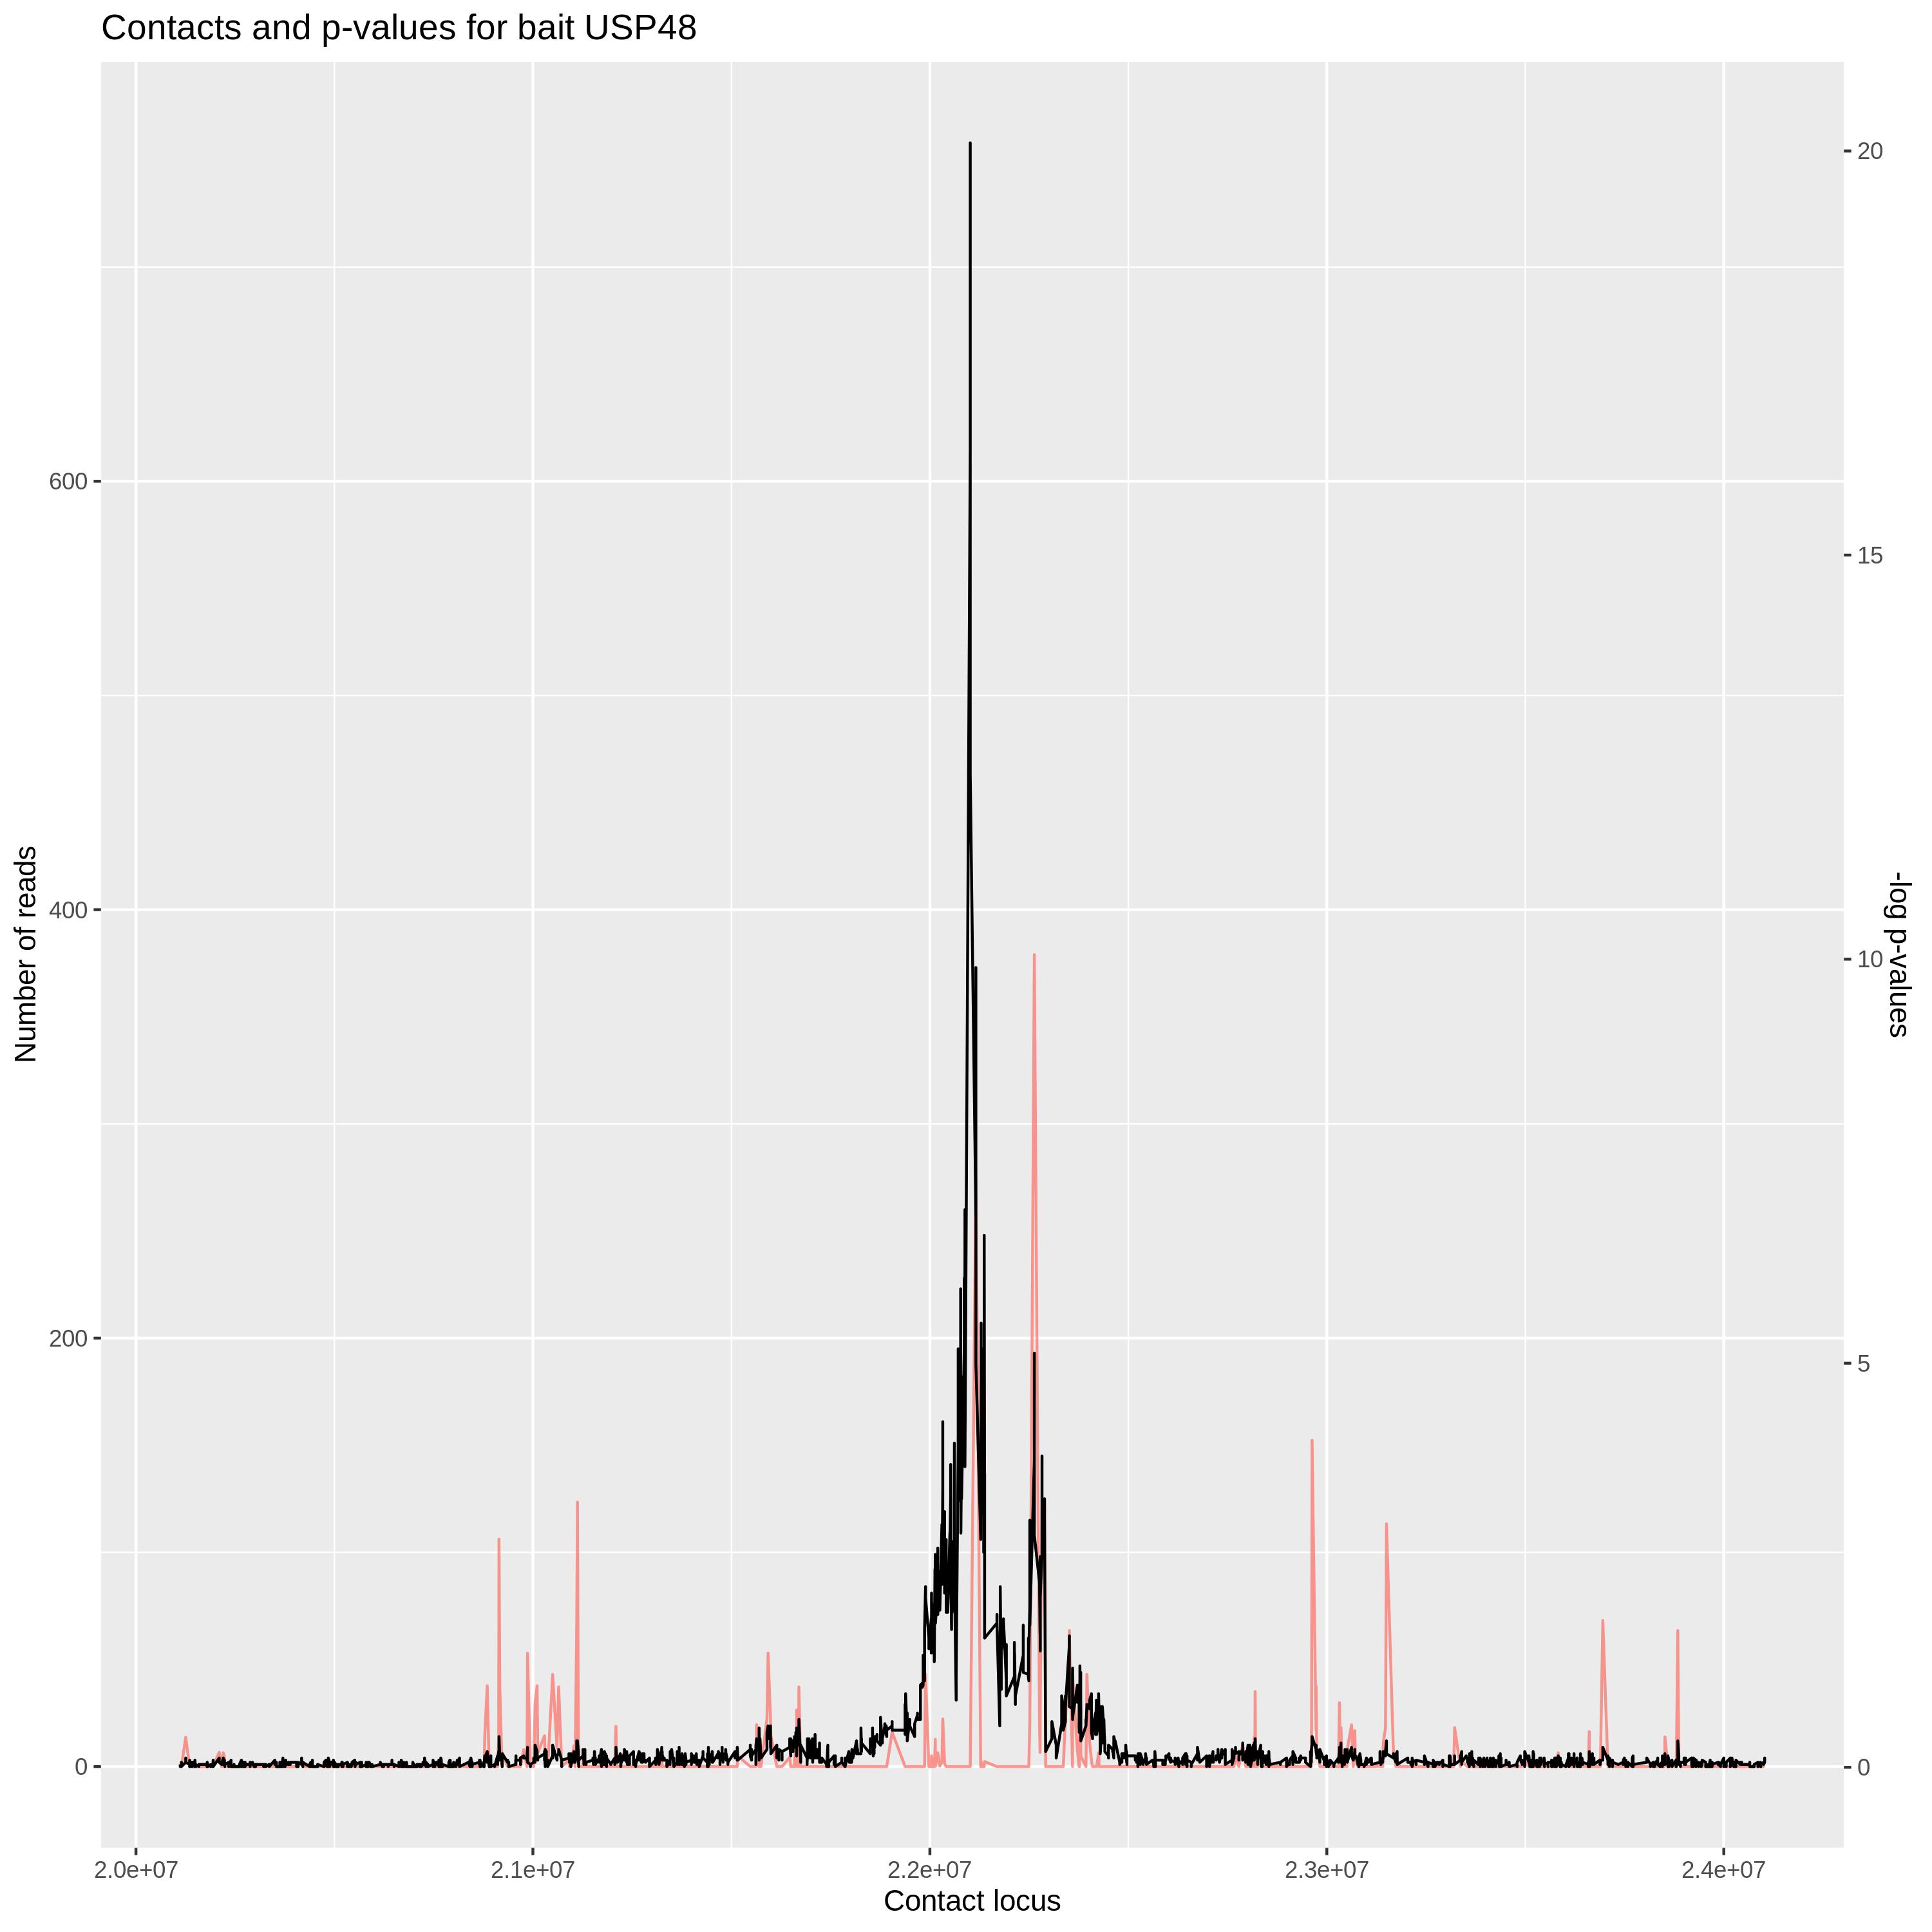 Contacts and p-values for bait USP48
Number of reads
600
400
200
0
20
15
10
5
0
-log p-values
2.0e+07 2.1e+07 2.2e+07 2.3e+07 2.4e+07
Contact locus